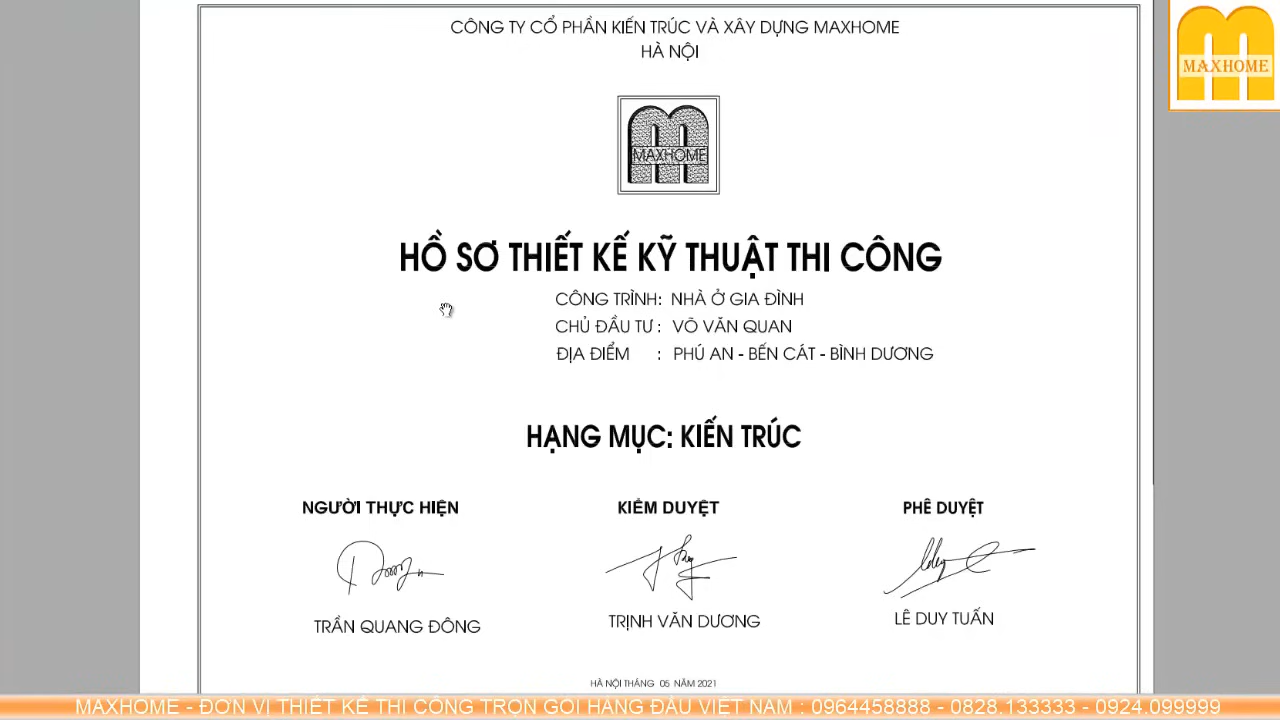 CÔNG TY CỔ PHẦN KIẾN TRÚC VÀ XÂY DỰNG MAXHOME
HÀ NỘI
MAXHOME
MAXHOME
HỒ SƠ THIẾT KẾ KỸ THUẬT THI CÔNG
CÔNG TRÌNH: NHÀ Ở GIA ĐÌNH
CHỦ ĐẦU TƯ : VÕ VĂN QUAN
ĐỊA ĐIỂM : PHÚ AN - BẾN CÁT - BÌNH DƯƠNG
HẠNG MỤC: KIẾN TRÚC
NGƯỜI THỰC HIỆN KIỂM DUYỆT PHÊ DUYỆT
TRẦN QUANG ĐÔNG TRỊNH VĂN DƯƠNG LÊ DUY TUẤN
HÀ NỘI THÁNG 05 NĂM 2021
MAXHOME - ĐƠN VỊ THIẾT KẾ THI CÔNG TRỌN GÓI HÀNG ĐẦU VIỆT NAM : 0964458888 - 0828.133333 - 0924.099999